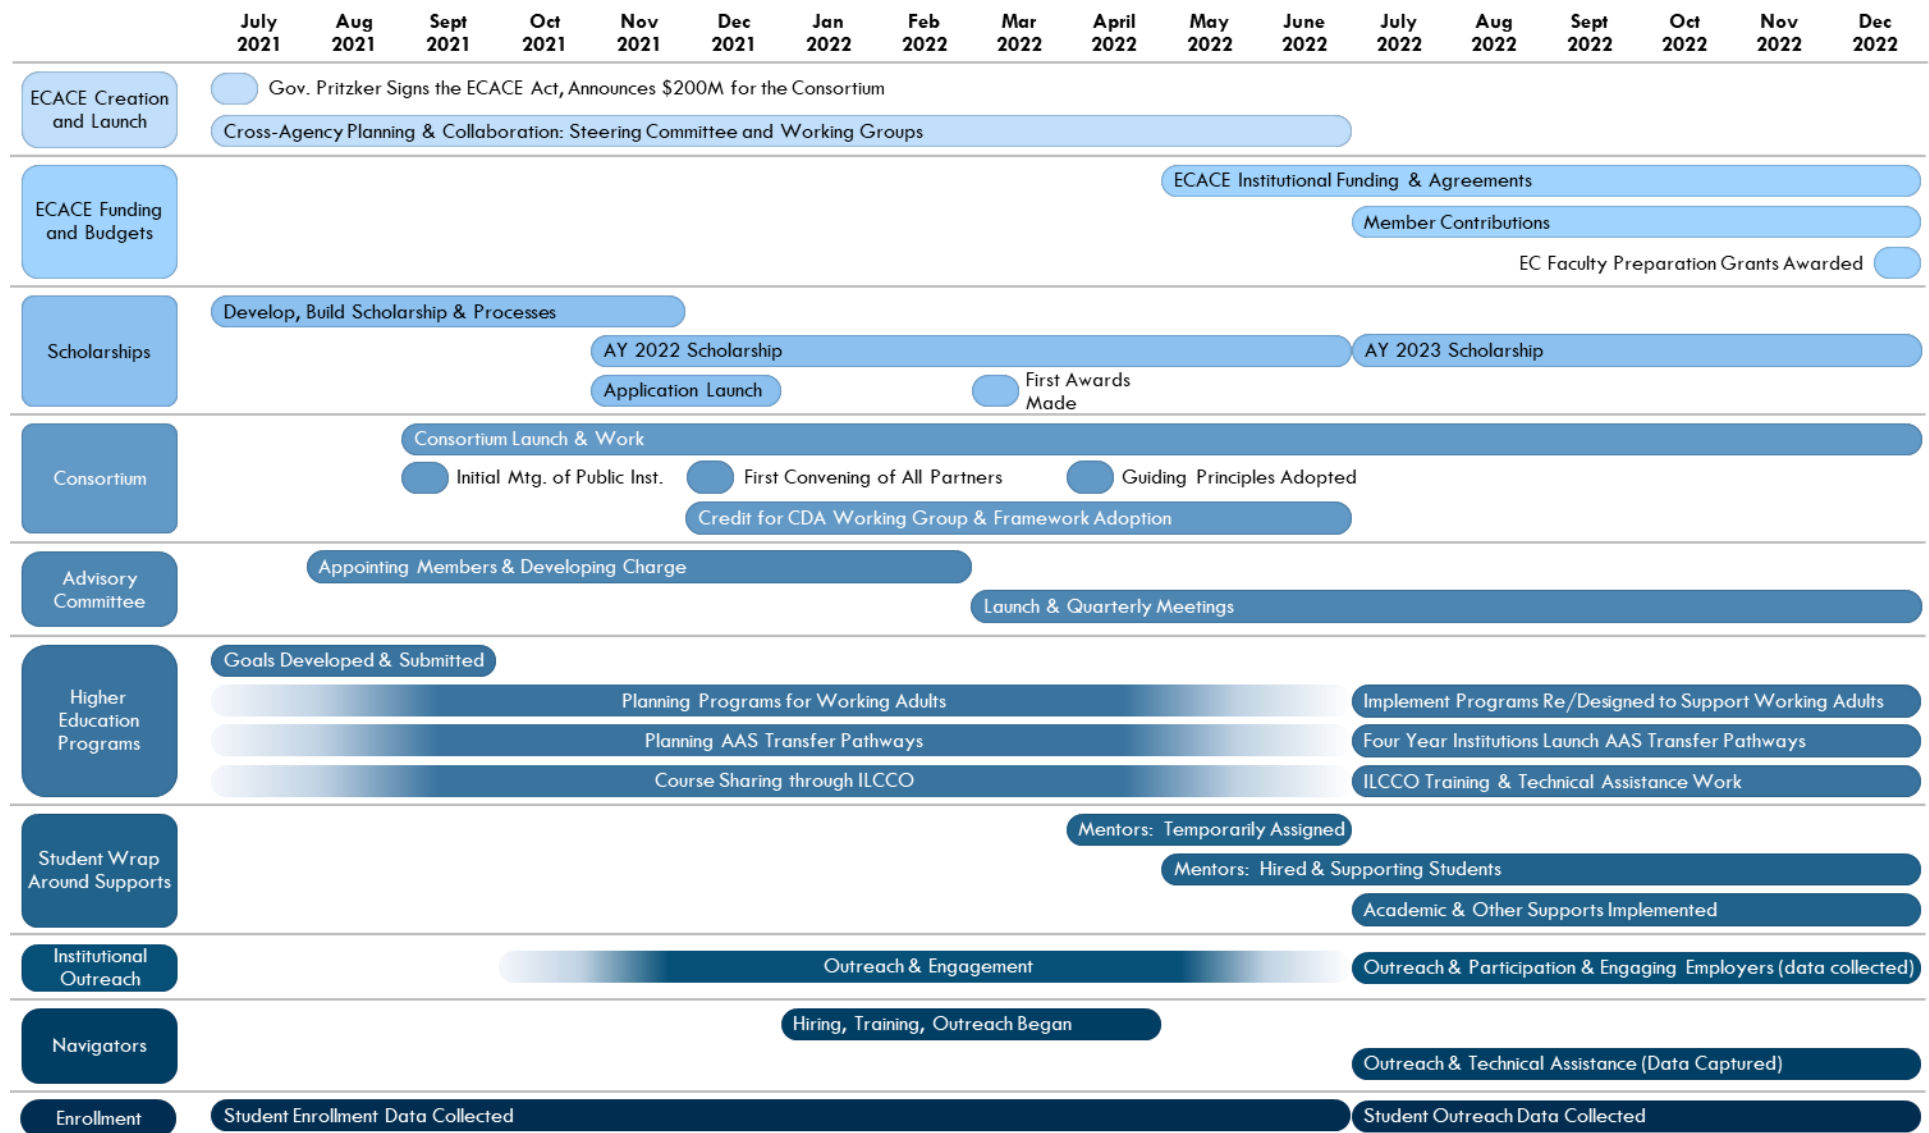 July Aug Sept Oct Nov Dec Jan Feb Mar April May June July Aug Sept Oct Nov Dec
2021 2021 2021 2021 2021 2021 2022 2022 2022 2022 2022 2022 2022 2022 2022 2022 2022 2022
ECACE Creation
and Launch
Gov. Pritzker Signs the ECACE Act, Announces $200M for the Consortium
Cross-Agency Planning & Collaboration: Steering Committee and Working Groups
ECACE Funding
and Budgets
ECACE Institutional Funding & Agreements
Member Contributions
EC Faculty Preparation Grants Awarded
Scholarships
Develop, Build Scholarship & Processes
AY 2022 Scholarship
AY 2023 Scholarship
Application Launch
First Awards
Made
Consortium
Consortium Launch & Work
Initial Mtg. of Public Inst.
First Convening of All Partners
Guiding Principles Adopted
Credit for CDA Working Group & Framework Adoption
Advisory
Committee
Appointing Members & Developing Charge
Launch & Quarterly Meetings
Higher
Education
Programs
Goals Developed & Submitted
Planning Programs for Working Adults
Implement Programs Re/Designed to Support Working Adults
Planning AAS Transfer Pathways
Four Year Institutions Launch AAS Transfer Pathways
Course Sharing through ILCCO
ILCCO Training & Technical Assistance Work
Student Wrap
Around Supports
Mentors: Temporarily Assigned
Mentors: Hired & Supporting Students
Academic & Other Supports Implemented
Institutional
Outreach
Outreach & Engagement
Outreach & Participation & Engaging Employers (data collected)
Navigators
Hiring, Training, Outreach Began
Outreach & Technical Assistance (Data Captured)
Enrollment
Student Enrollment Data Collected
Student Outreach Data Collected